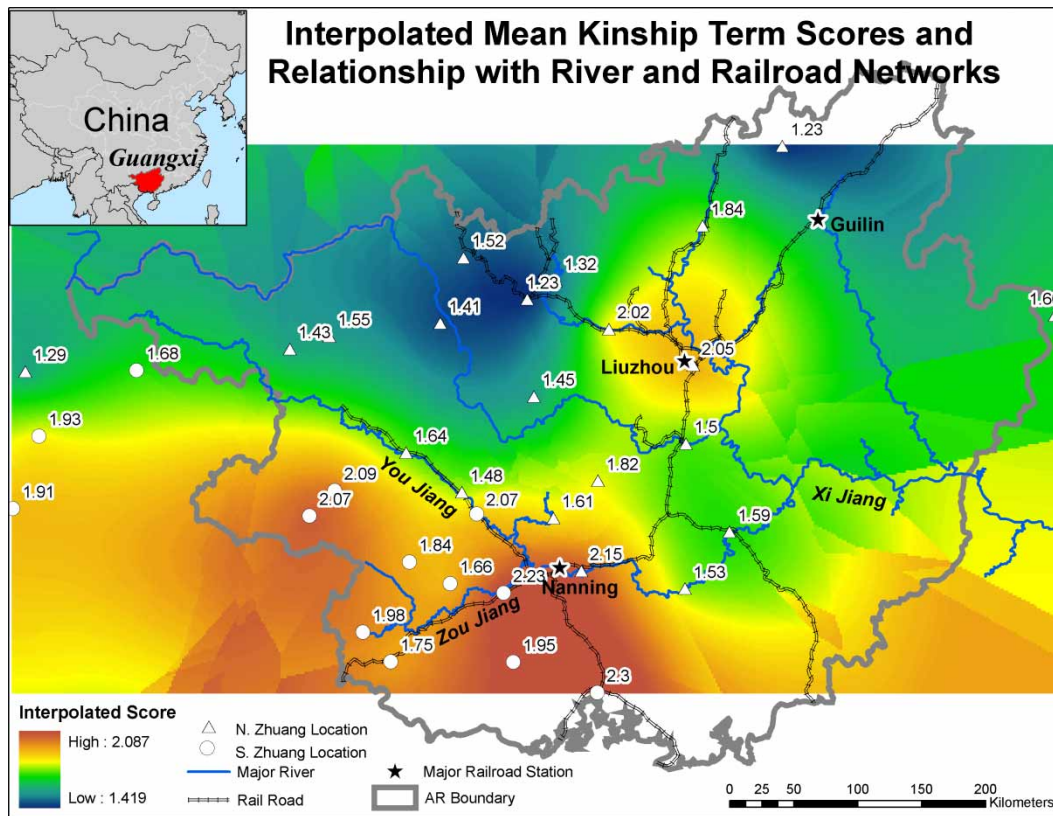 Interpolated Mean Kinship Term Scores and
Relationship with River and Railroad Networks
China
Guangxi
1.23
1.84
Guilin
1.52
1.32
1.23
1.41
2.02
1.60
1.55
1.43
2.05
Liuzhou
1.29
1.68
1.45
1.93
1.64
1.5
You Jiang
1.48
1.82
2.09
1.91
2.07
2.07
1.61
Xi Jiang
1.59
1.84
2.15
1.66
2.23
Nanning
1.53
Zou Jiang
1.98
1.75
1.95
2.3
Interpolated Score
High : 2.087
Low : 1.419
N. Zhuang Location
S. Zhuang Location
Major River
Rail Road
Major Railroad Station
AR Boundary
0 25 50 100 150 200
Kilometers